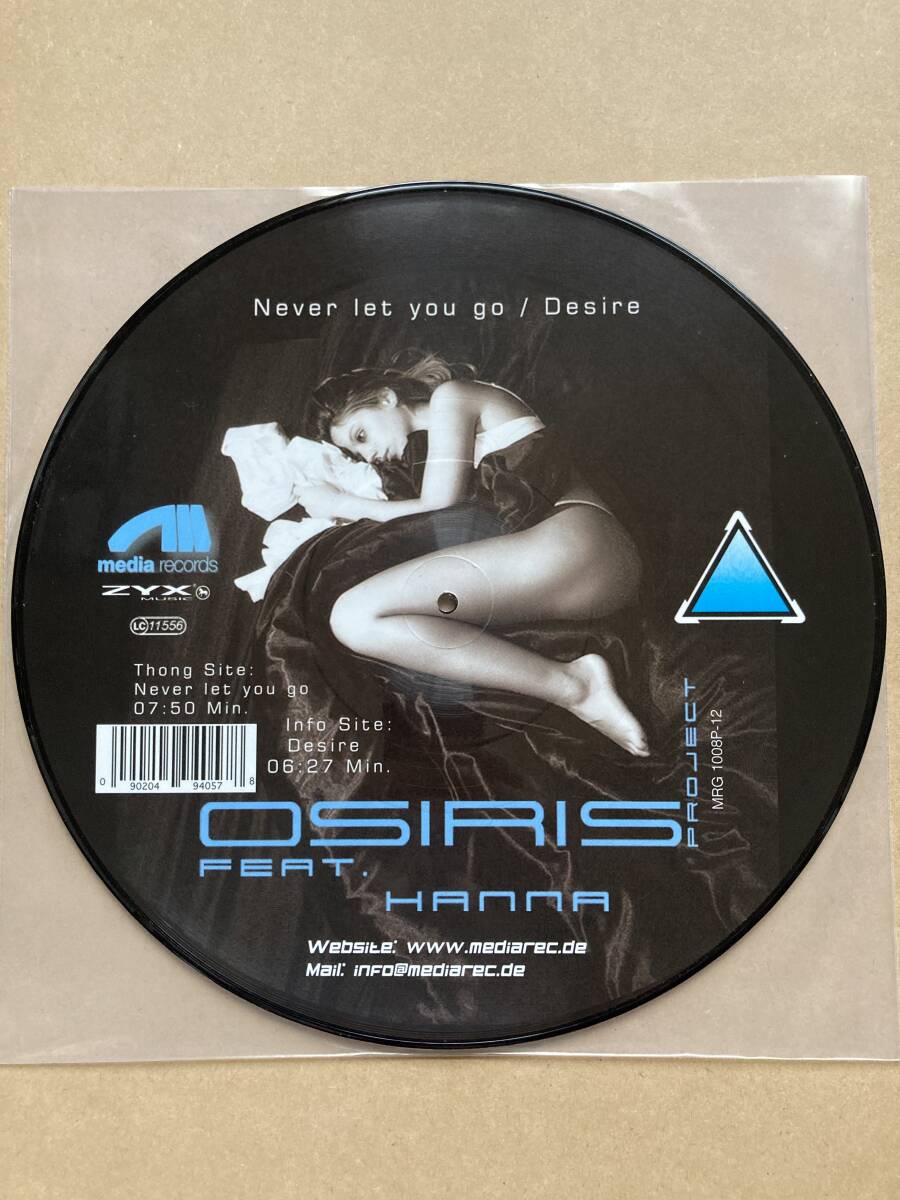 Never let you go / Desire
media records
ZYX®
MUSIC
LC 11556
Thong Site:
Never let you go
07:50 Min.
Info Site:
Desire
06:27 Min.
0 90204 94057 8
OSIRIS
PROJECT
MRG 1008P-12
FEAT.
HANNA
Website: www.mediarec.de
Mail: info@mediarec.de